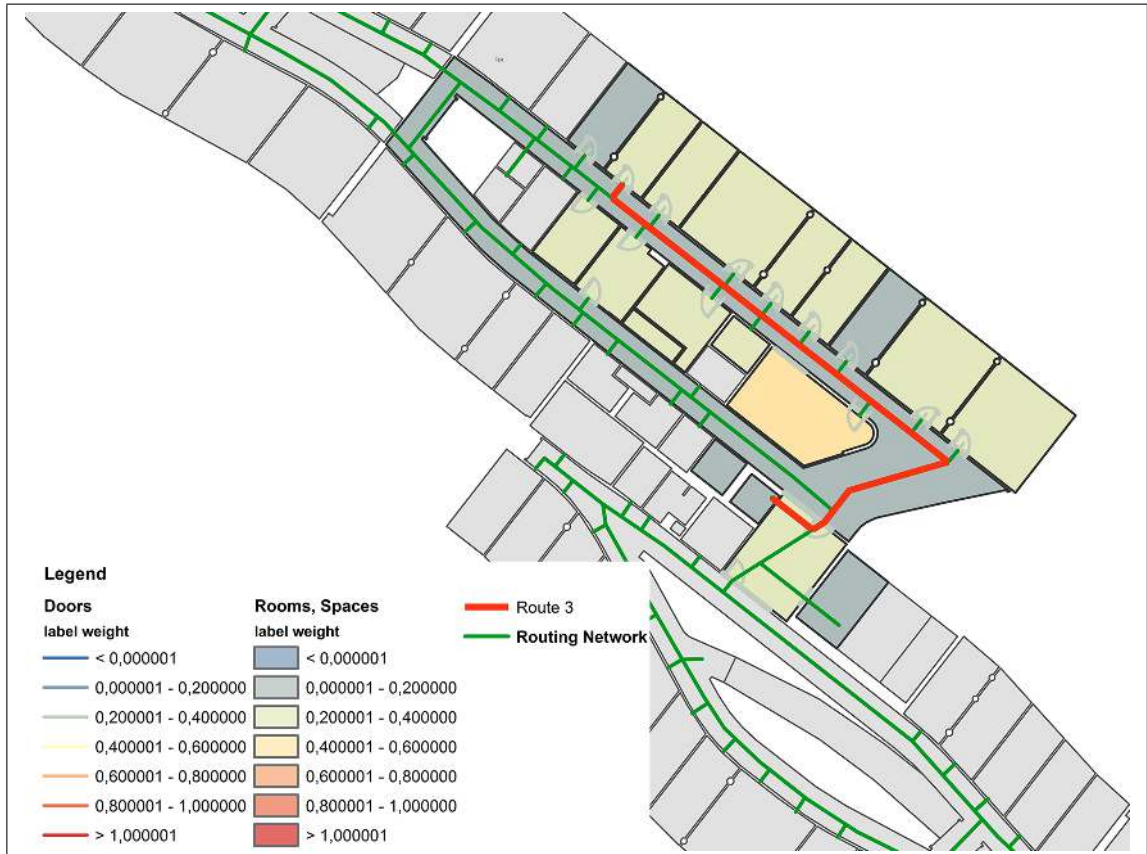 Legend
Doors
label weight
< 0,000001
0,000001 - 0,200000
0,200001 - 0,400000
0,400001 - 0,600000
0,600001 - 0,800000
0,800001 - 1,000000
> 1,000001
Rooms, Spaces
label weight
< 0,000001
0,000001 - 0,200000
0,200001 - 0,400000
0,400001 - 0,600000
0,600001 - 0,800000
0,800001 - 1,000000
> 1,000001
Route 3
Routing Network